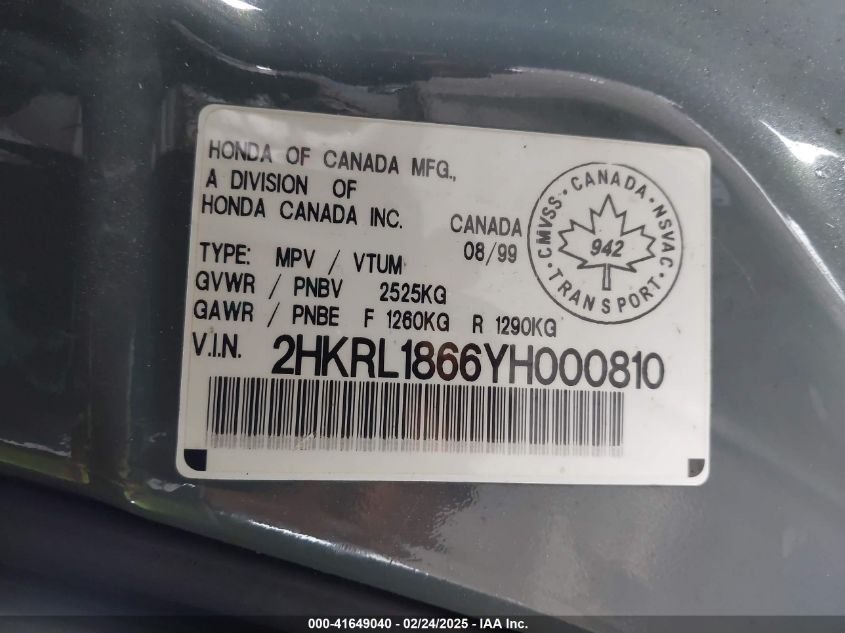 HONDA OF CANADA MFG.,
A DIVISION OF
HONDA CANADA INC.
CANADA
08/99
TYPE: MPV / VTUM
GVWR / PNBV 2525KG
GAWR / PNBE F 1260KG R 1290KG
V.I.N. 2HKRL1866YH000810
CMVSS · CANADA · NSVAC
942
· TRANSPORT ·
000-41649040 - 02/24/2025 - IAA Inc.